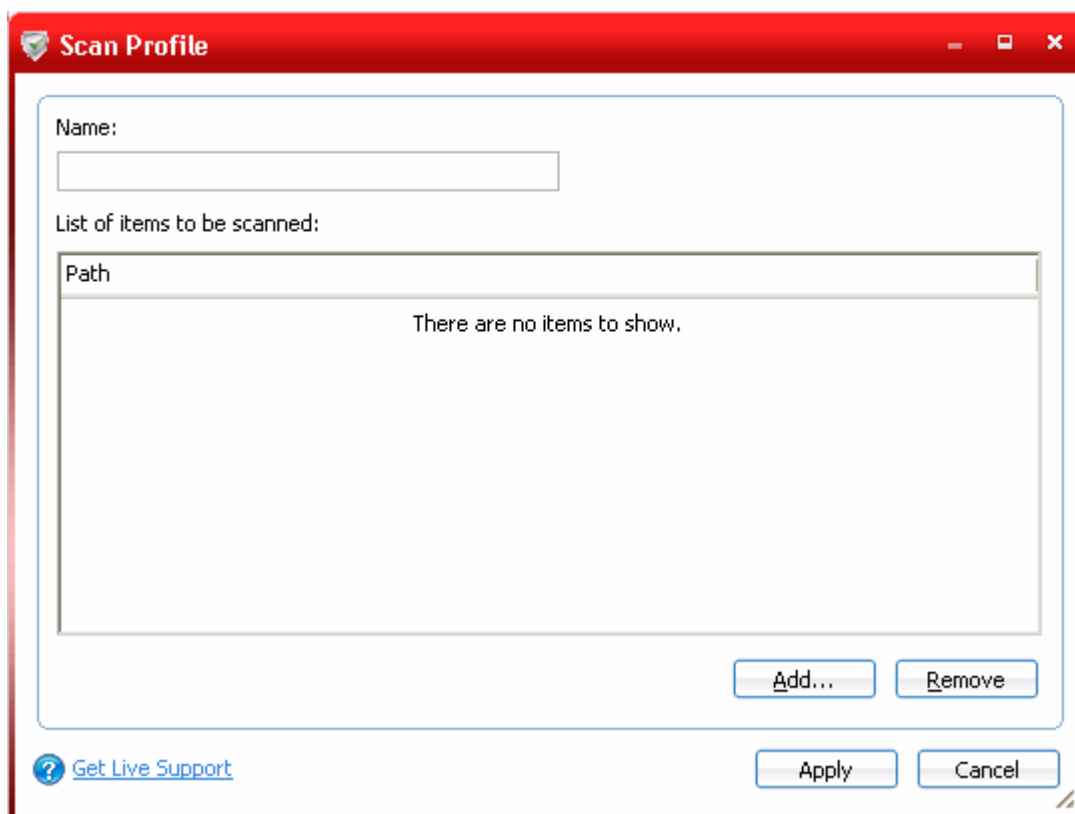 Scan Profile
Name:
List of items to be scanned:
Path
There are no items to show.
Add... Remove
Get Live Support Apply Cancel